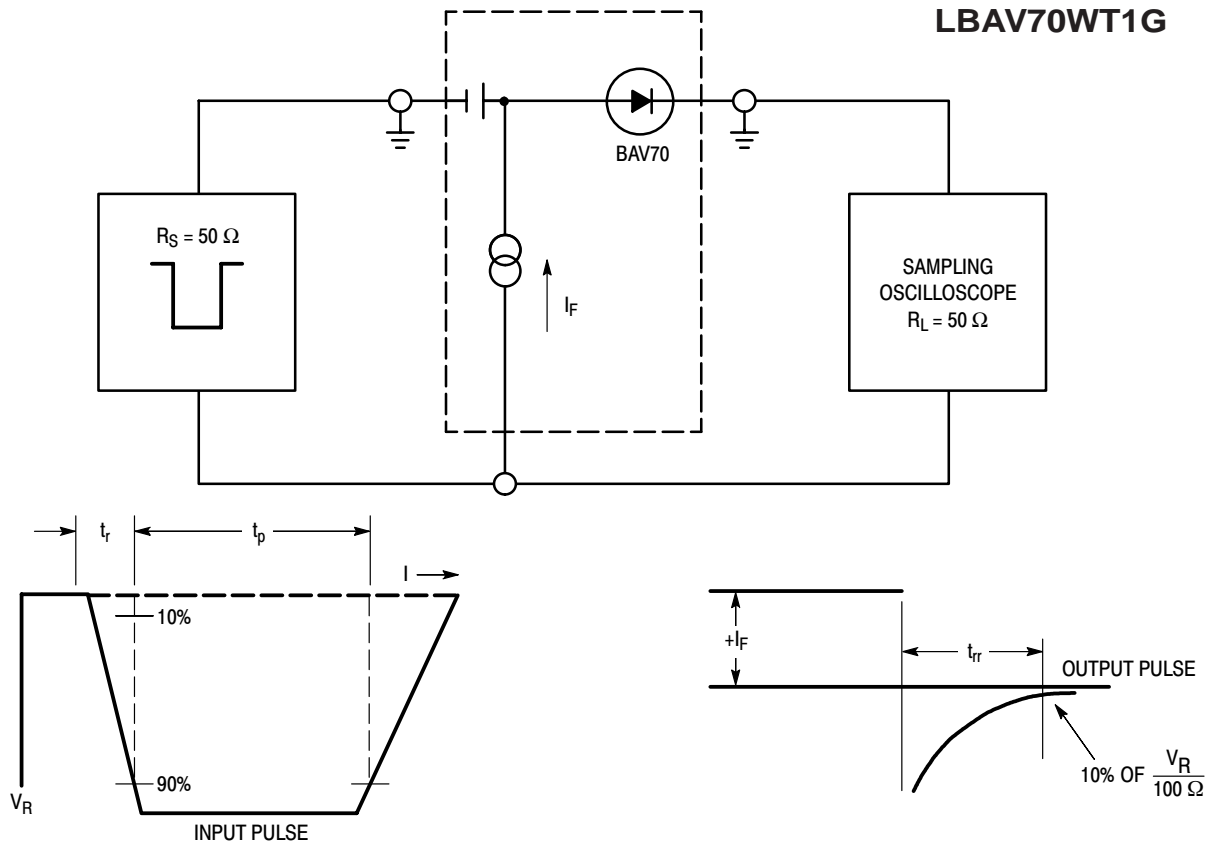 LBAV70WT1G
BAV70
R_S = 50 Ω
I_F
SAMPLING
OSCILLOSCOPE
R_L = 50 Ω
t_r
t_p
I
10%
90%
V_R
INPUT PULSE
+I_F
t_rr
OUTPUT PULSE
10% OF V_R / 100 Ω